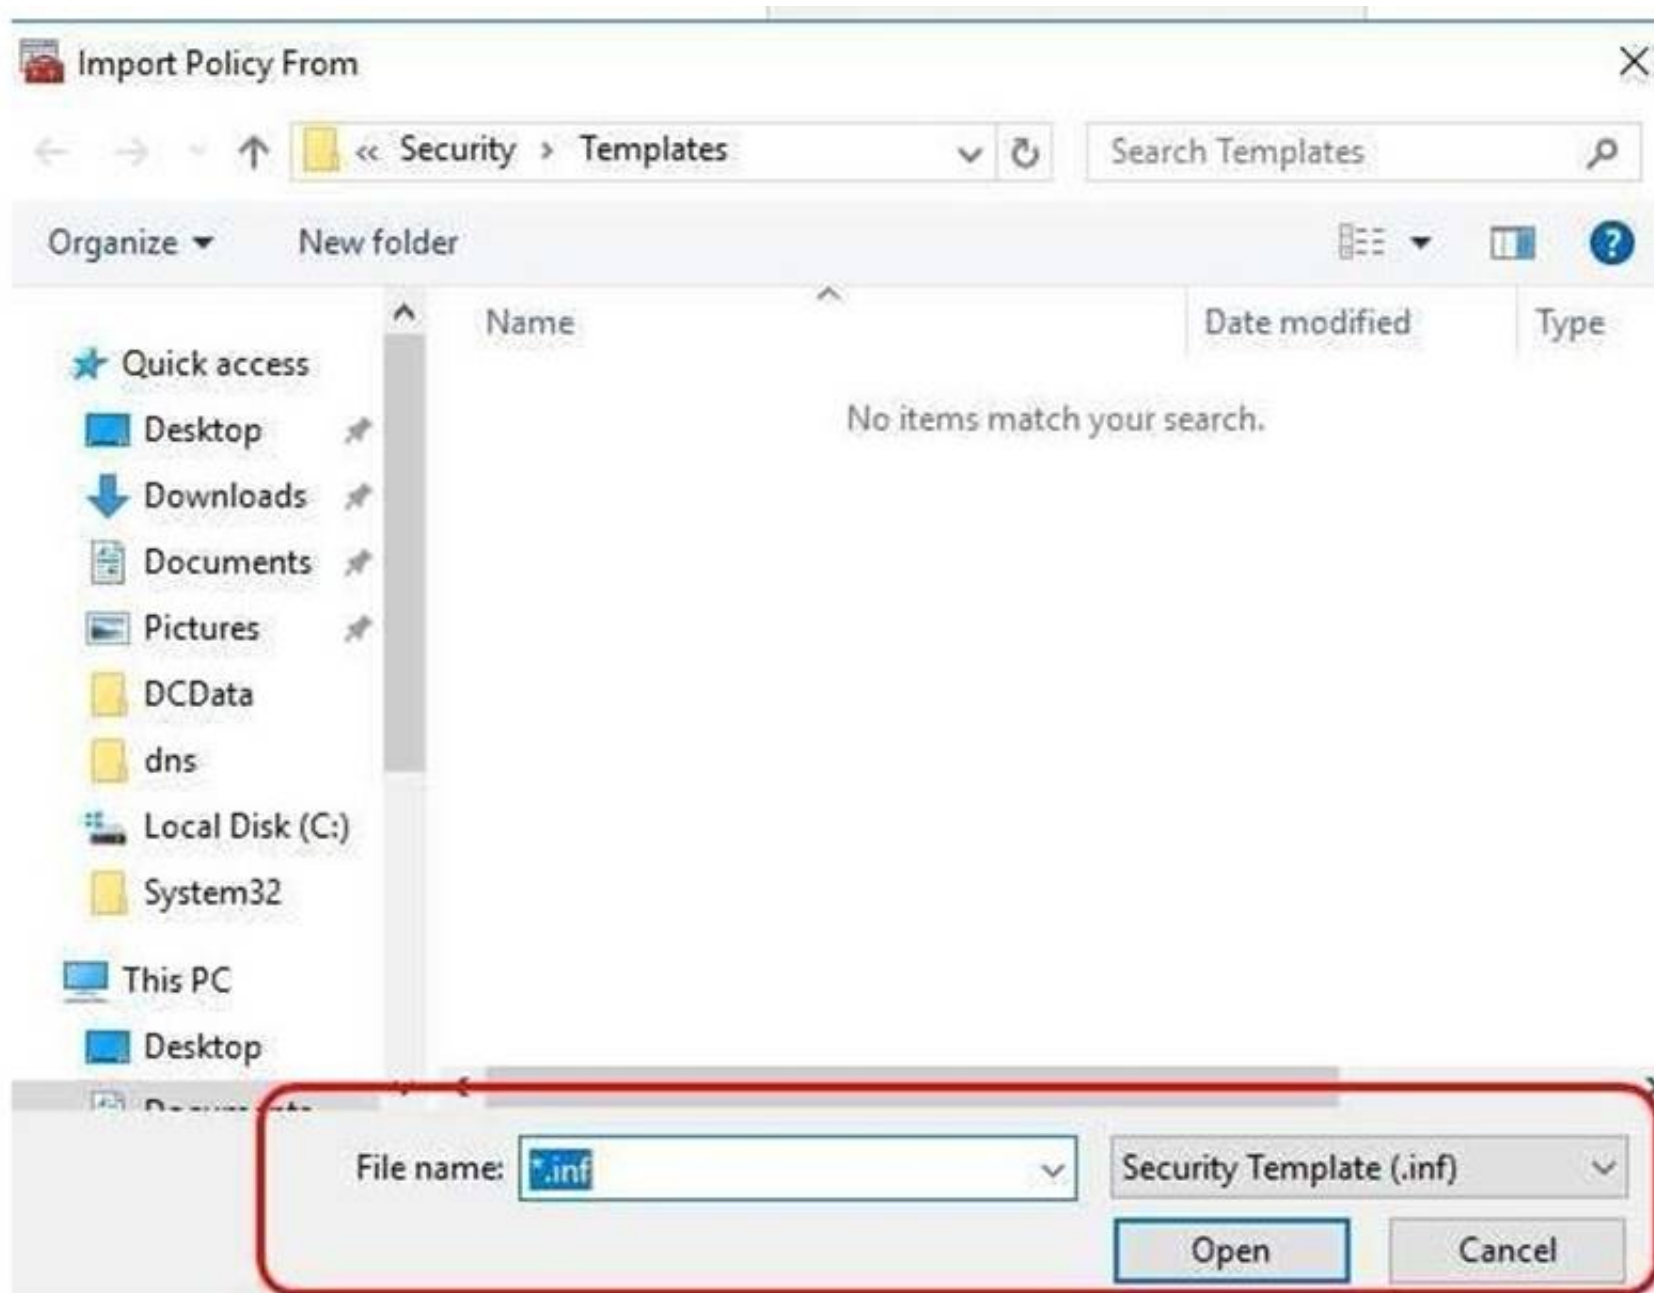 Import Policy From
« Security > Templates
Search Templates
Organize
New folder
Name
Date modified
Type
No items match your search.
Quick access
Desktop
Downloads
Documents
Pictures
DCData
dns
Local Disk (C:)
System32
This PC
Desktop
Documents
File name: *.inf
Security Template (.inf)
Open
Cancel